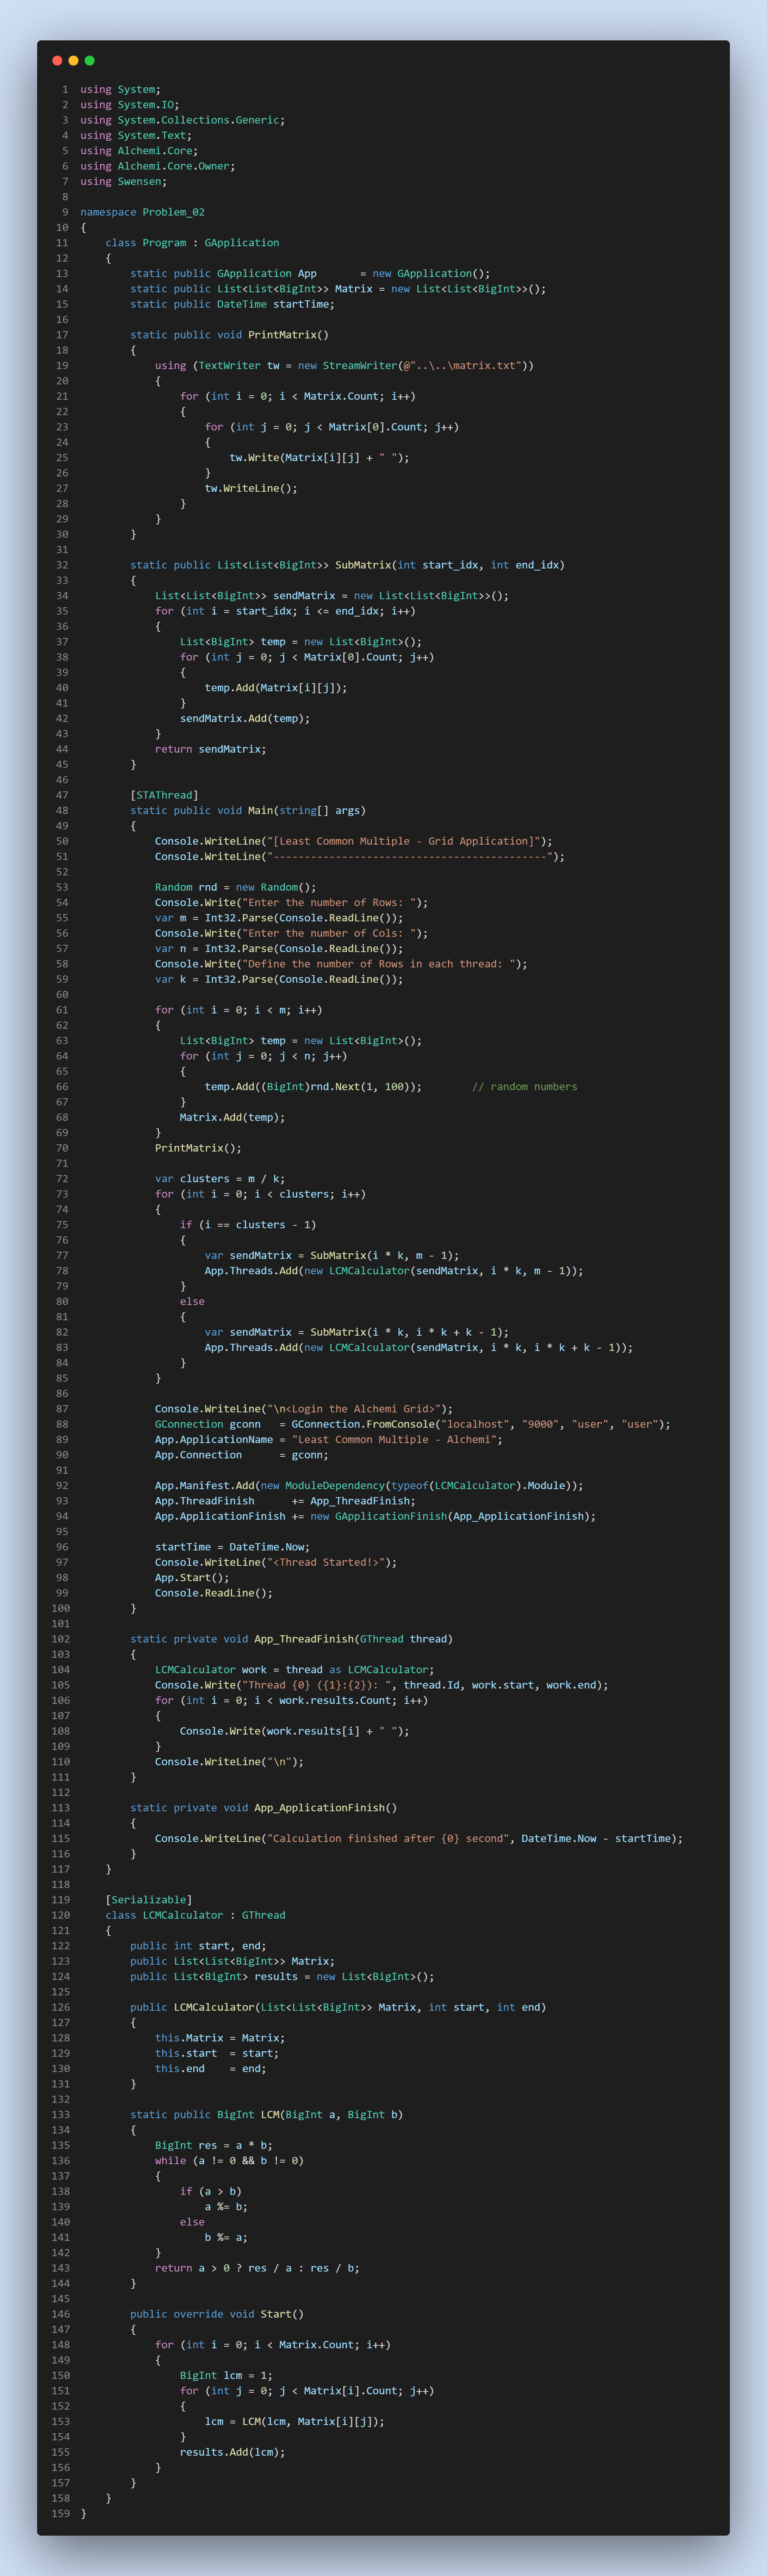 1 using System;
2 using System.IO;
3 using System.Collections.Generic;
4 using System.Text;
5 using Alchemi.Core;
6 using Alchemi.Core.Owner;
7 using Swensen;
8
9 namespace Problem_02
10 {
11     class Program : GApplication
12     {
13         static public GApplication App       = new GApplication();
14         static public List<List<BigInt>> Matrix = new List<List<BigInt>>();
15         static public DateTime startTime;
16
17         static public void PrintMatrix()
18         {
19             using (TextWriter tw = new StreamWriter(@"..\..\matrix.txt"))
20             {
21                 for (int i = 0; i < Matrix.Count; i++)
22                 {
23                     for (int j = 0; j < Matrix[0].Count; j++)
24                     {
25                         tw.Write(Matrix[i][j] + " ");
26                     }
27                     tw.WriteLine();
28                 }
29             }
30         }
31
32         static public List<List<BigInt>> SubMatrix(int start_idx, int end_idx)
33         {
34             List<List<BigInt>> sendMatrix = new List<List<BigInt>>();
35             for (int i = start_idx; i <= end_idx; i++)
36             {
37                 List<BigInt> temp = new List<BigInt>();
38                 for (int j = 0; j < Matrix[0].Count; j++)
39                 {
40                     temp.Add(Matrix[i][j]);
41                 }
42                 sendMatrix.Add(temp);
43             }
44             return sendMatrix;
45         }
46
47         [STAThread]
48         static public void Main(string[] args)
49         {
50             Console.WriteLine("[Least Common Multiple - Grid Application]");
51             Console.WriteLine("--------------------------------------------");
52
53             Random rnd = new Random();
54             Console.Write("Enter the number of Rows: ");
55             var m = Int32.Parse(Console.ReadLine());
56             Console.Write("Enter the number of Cols: ");
57             var n = Int32.Parse(Console.ReadLine());
58             Console.Write("Define the number of Rows in each thread: ");
59             var k = Int32.Parse(Console.ReadLine());
60
61             for (int i = 0; i < m; i++)
62             {
63                 List<BigInt> temp = new List<BigInt>();
64                 for (int j = 0; j < n; j++)
65                 {
66                     temp.Add((BigInt)rnd.Next(1, 100));        // random numbers
67                 }
68                 Matrix.Add(temp);
69             }
70             PrintMatrix();
71
72             var clusters = m / k;
73             for (int i = 0; i < clusters; i++)
74             {
75                 if (i == clusters - 1)
76                 {
77                     var sendMatrix = SubMatrix(i * k, m - 1);
78                     App.Threads.Add(new LCMCalculator(sendMatrix, i * k, m - 1));
79                 }
80                 else
81                 {
82                     var sendMatrix = SubMatrix(i * k, i * k + k - 1);
83                     App.Threads.Add(new LCMCalculator(sendMatrix, i * k, i * k + k - 1));
84                 }
85             }
86
87             Console.WriteLine("\n<Login the Alchemi Grid>");
88             GConnection gconn   = GConnection.FromConsole("localhost", "9000", "user", "user");
89             App.ApplicationName = "Least Common Multiple - Alchemi";
90             App.Connection      = gconn;
91
92             App.Manifest.Add(new ModuleDependency(typeof(LCMCalculator).Module));
93             App.ThreadFinish      += App_ThreadFinish;
94             App.ApplicationFinish += new GApplicationFinish(App_ApplicationFinish);
95
96             startTime = DateTime.Now;
97             Console.WriteLine("<Thread Started!>");
98             App.Start();
99             Console.ReadLine();
100         }
101
102         static private void App_ThreadFinish(GThread thread)
103         {
104             LCMCalculator work = thread as LCMCalculator;
105             Console.Write("Thread {0} ({1}:{2}): ", thread.Id, work.start, work.end);
106             for (int i = 0; i < work.results.Count; i++)
107             {
108                 Console.Write(work.results[i] + " ");
109             }
110             Console.WriteLine("\n");
111         }
112
113         static private void App_ApplicationFinish()
114         {
115             Console.WriteLine("Calculation finished after {0} second", DateTime.Now - startTime);
116         }
117     }
118
119     [Serializable]
120     class LCMCalculator : GThread
121     {
122         public int start, end;
123         public List<List<BigInt>> Matrix;
124         public List<BigInt> results = new List<BigInt>();
125
126         public LCMCalculator(List<List<BigInt>> Matrix, int start, int end)
127         {
128             this.Matrix = Matrix;
129             this.start  = start;
130             this.end    = end;
131         }
132
133         static public BigInt LCM(BigInt a, BigInt b)
134         {
135             BigInt res = a * b;
136             while (a != 0 && b != 0)
137             {
138                 if (a > b)
139                     a %= b;
140                 else
141                     b %= a;
142             }
143             return a > 0 ? res / a : res / b;
144         }
145
146         public override void Start()
147         {
148             for (int i = 0; i < Matrix.Count; i++)
149             {
150                 BigInt lcm = 1;
151                 for (int j = 0; j < Matrix[i].Count; j++)
152                 {
153                     lcm = LCM(lcm, Matrix[i][j]);
154                 }
155                 results.Add(lcm);
156             }
157         }
158     }
159 }